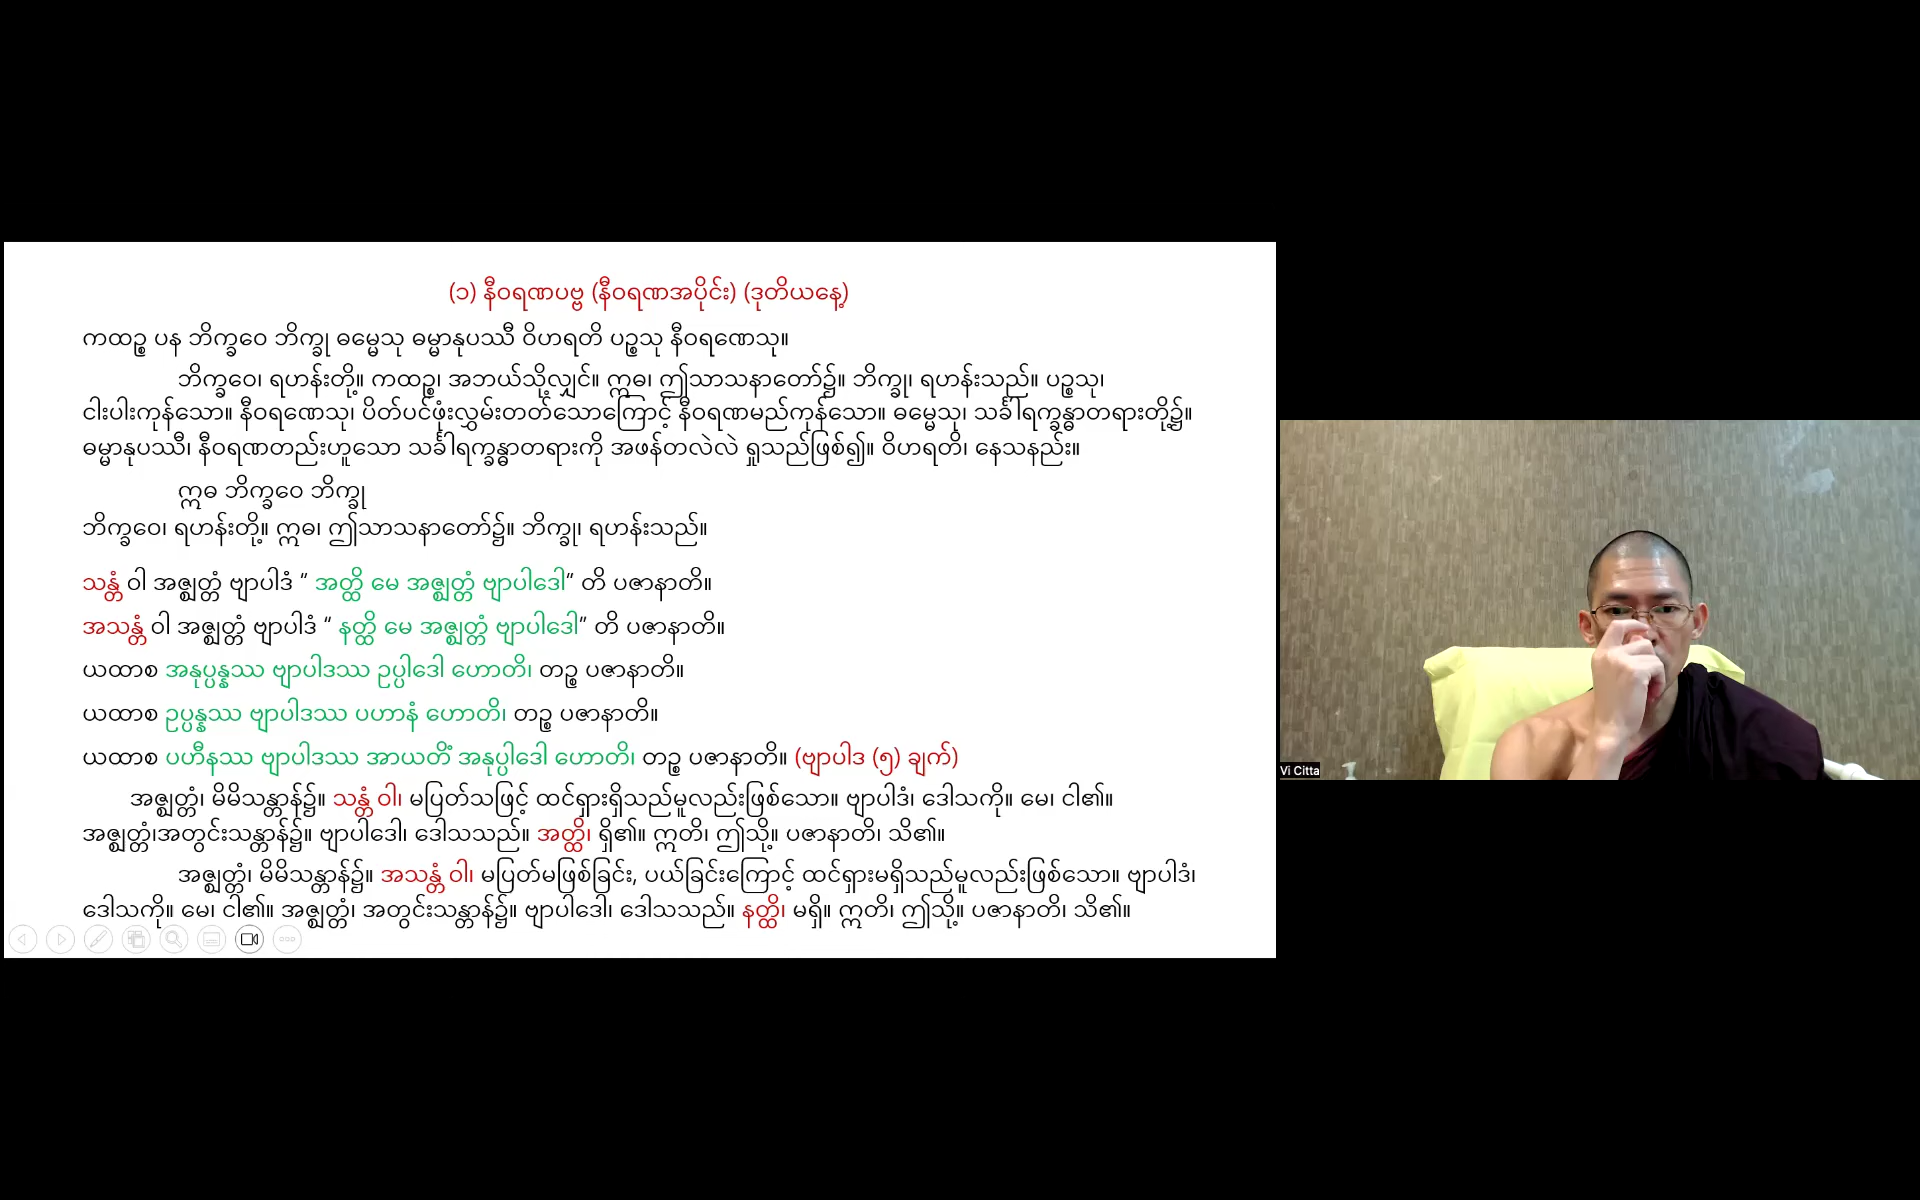 (၁) နီဝရဏပဗ္ဗ (နီဝရဏအပိုင်း) (ဒုတိယနေ့)
ကထဉ္စ ပန ဘိက္ခဝေ ဘိက္ခု ဓမ္မေသု ဓမ္မာနုပဿီ ဝိဟရတိ ပဉ္စသု နီဝရဏေသု။
ဘိက္ခဝေ၊ ရဟန်းတို့။ ကထဉ္စ၊ အဘယ်သို့လျှင်။ ဣဓ၊ ဤသာသနာတော်၌။ ဘိက္ခု၊ ရဟန်းသည်။ ပဉ္စသု၊
ငါးပါးကုန်သော။ နီဝရဏေသု၊ ပိတ်ပင်ဖုံးလွှမ်းတတ်သောကြောင့် နီဝရဏမည်ကုန်သော။ ဓမ္မေသု၊ သင်္ခါရက္ခန္ဓာတရားတို့၌။
ဓမ္မာနုပဿီ၊ နီဝရဏတည်းဟူသော သင်္ခါရက္ခန္ဓာတရားကို အဖန်တလဲလဲ ရှုသည်ဖြစ်၍။ ဝိဟရတိ၊ နေသနည်း။
ဣဓ ဘိက္ခဝေ ဘိက္ခု
ဘိက္ခဝေ၊ ရဟန်းတို့။ ဣဓ၊ ဤသာသနာတော်၌။ ဘိက္ခု၊ ရဟန်းသည်။
သန္တံ ဝါ အဇ္ဈတ္တံ ဗျာပါဒံ “ အတ္ထိ မေ အဇ္ဈတ္တံ ဗျာပါဒေါ” တိ ပဇာနာတိ။
အသန္တံ ဝါ အဇ္ဈတ္တံ ဗျာပါဒံ “ နတ္ထိ မေ အဇ္ဈတ္တံ ဗျာပါဒေါ” တိ ပဇာနာတိ။
ယထာစ အနုပ္ပန္နဿ ဗျာပါဒဿ ဥပ္ပါဒေါ ဟောတိ၊ တဉ္စ ပဇာနာတိ။
ယထာစ ဥပ္ပန္နဿ ဗျာပါဒဿ ပဟာနံ ဟောတိ၊ တဉ္စ ပဇာနာတိ။
ယထာစ ပဟီနဿ ဗျာပါဒဿ အာယတိံ အနုပ္ပါဒေါ ဟောတိ၊ တဉ္စ ပဇာနာတိ။ (ဗျာပါဒ (၅) ချက်)
အဇ္ဈတ္တံ၊ မိမိသန္တာန်၌။ သန္တံ ဝါ၊ မပြတ်သဖြင့် ထင်ရှားရှိသည်မူလည်းဖြစ်သော။ ဗျာပါဒံ၊ ဒေါသကို။ မေ၊ ငါ၏။
အဇ္ဈတ္တံ၊အတွင်းသန္တာန်၌။ ဗျာပါဒေါ၊ ဒေါသသည်။ အတ္ထိ၊ ရှိ၏။ ဣတိ၊ ဤသို့။ ပဇာနာတိ၊ သိ၏။
အဇ္ဈတ္တံ၊ မိမိသန္တာန်၌။ အသန္တံ ဝါ၊ မပြတ်မဖြစ်ခြင်း, ပယ်ခြင်းကြောင့် ထင်ရှားမရှိသည်မူလည်းဖြစ်သော။ ဗျာပါဒံ၊
ဒေါသကို။ မေ၊ ငါ၏။ အဇ္ဈတ္တံ၊ အတွင်းသန္တာန်၌။ ဗျာပါဒေါ၊ ဒေါသသည်။ နတ္ထိ၊ မရှိ။ ဣတိ၊ ဤသို့။ ပဇာနာတိ၊ သိ၏။
Vi Citta